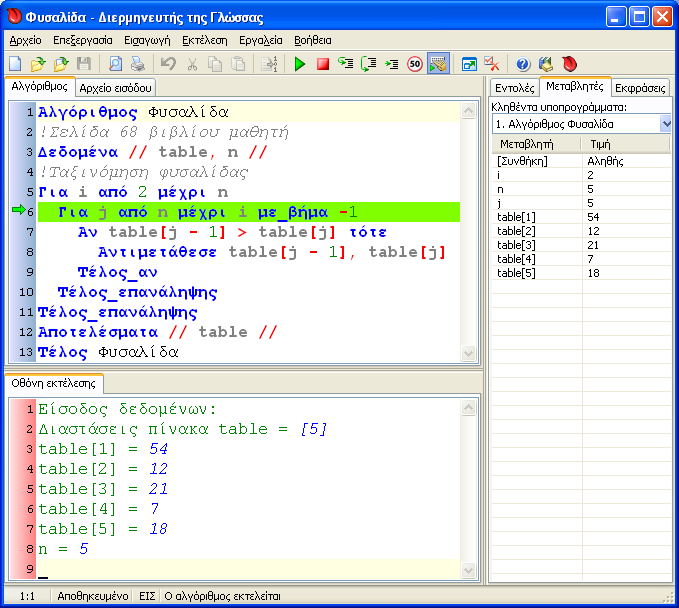 Φυσαλίδα - Διερμηνευτής της Γλώσσας
Αρχείο Επεξεργασία Εισαγωγή Εκτέλεση Εργαλεία Βοήθεια
50
Αλγόριθμος Αρχείο εισόδου
1 Αλγόριθμος Φυσαλίδα
2 !Σελίδα 68 βιβλίου μαθητή
3 Δεδομένα // table, n //
4 !Ταξινόμηση φυσαλίδας
5 Για i από 2 μέχρι n
6 Για j από n μέχρι i με_βήμα -1
7 Αν table[j - 1] > table[j] τότε
8 Αντιμετάθεσε table[j - 1], table[j]
9 Τέλος_αν
10 Τέλος_επανάληψης
11 Τέλος_επανάληψης
12 Αποτελέσματα // table //
13 Τέλος Φυσαλίδα
Οθόνη εκτέλεσης
1 Είσοδος δεδομένων:
2 Διαστάσεις πίνακα table = [5]
3 table[1] = 54
4 table[2] = 12
5 table[3] = 21
6 table[4] = 7
7 table[5] = 18
8 n = 5
9
Εντολές Μεταβλητές Εκφράσεις
Κληθέντα υποπρογράμματα:
1. Αλγόριθμος Φυσαλίδα
Μεταβλητή Τιμή
[Συνθήκη] Αληθής
i 2
n 5
j 5
table[1] 54
table[2] 12
table[3] 21
table[4] 7
table[5] 18
1:1 Αποθηκευμένο ΕΙΣ Ο αλγόριθμος εκτελείται